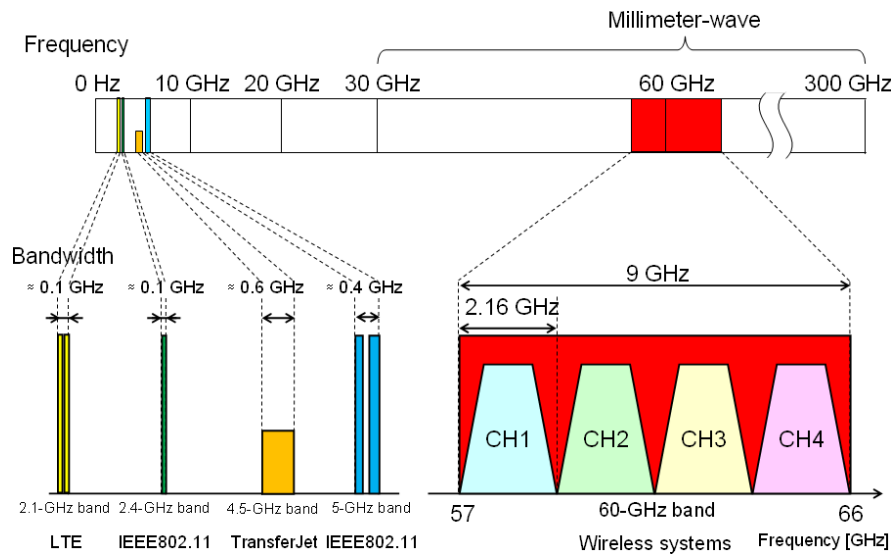 Millimeter-wave
Frequency
0 Hz 10 GHz 20 GHz 30 GHz 60 GHz 300 GHz
Bandwidth
≈ 0.1 GHz ≈ 0.1 GHz ≈ 0.6 GHz ≈ 0.4 GHz
9 GHz
2.16 GHz
CH1 CH2 CH3 CH4
2.1-GHz band 2.4-GHz band 4.5-GHz band 5-GHz band
57 60-GHz band 66
LTE IEEE802.11 TransferJet IEEE802.11 Wireless systems Frequency [GHz]